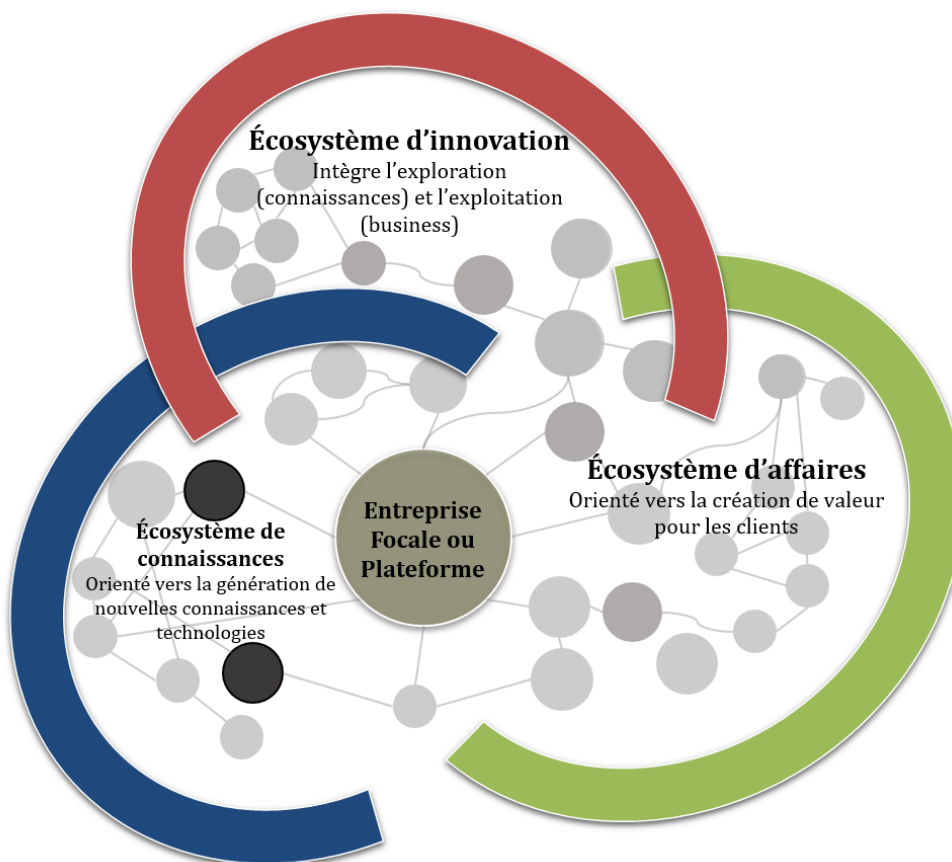 Écosystème d’innovation
Intègre l’exploration
(connaissances) et l’exploitation
(business)
Écosystème d’affaires
Orienté vers la création de valeur
pour les clients
Entreprise
Focale ou
Plateforme
Écosystème de
connaissances
Orienté vers la génération de
nouvelles connaissances et
technologies